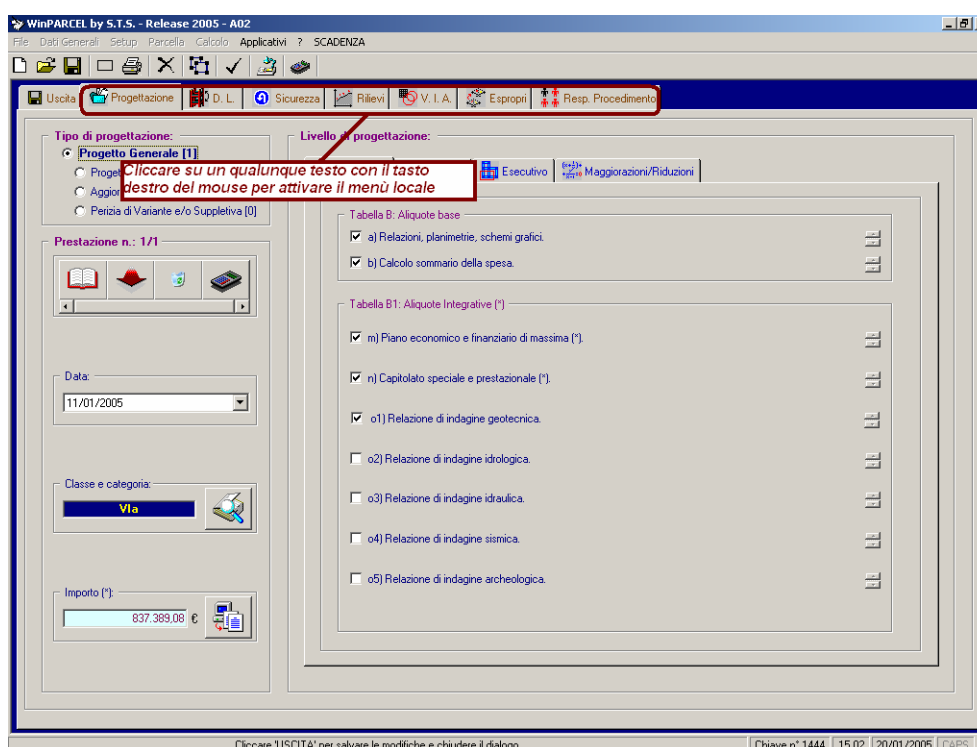 WinPARCEL by S.T.S. - Release 2005 - A02
File Dati Generali Setup Parcella Calcolo Applicativi ? SCADENZA
Uscita Progettazione D. L. Sicurezza Rilievi V. I. A. Espropri Resp. Procedimento
Tipo di progettazione:
Progetto Generale [1]
Proget
Aggior
Perizia di Variante e/o Suppletiva [0]
Cliccare su un qualunque testo con il tasto
destro del mouse per attivare il menù locale
Prestazione n.: 1/1
Data:
11/01/2005
Classe e categoria:
VIa
Importo (*):
837.389,08 €
Livello di progettazione:
Esecutivo Maggiorazioni/Riduzioni
Tabella B: Aliquote base
a) Relazioni, planimetrie, schemi grafici.
b) Calcolo sommario della spesa.
Tabella B1: Aliquote Integrative (*)
m) Piano economico e finanziario di massima (*).
n) Capitolato speciale e prestazionale (*).
o1) Relazione di indagine geotecnica.
o2) Relazione di indagine idrologica.
o3) Relazione di indagine idraulica.
o4) Relazione di indagine sismica.
o5) Relazione di indagine archeologica.
Cliccare 'USCITA' per salvare le modifiche e chiudere il dialogo Chiave n° 1444 15.02 20/01/2005 CAPS